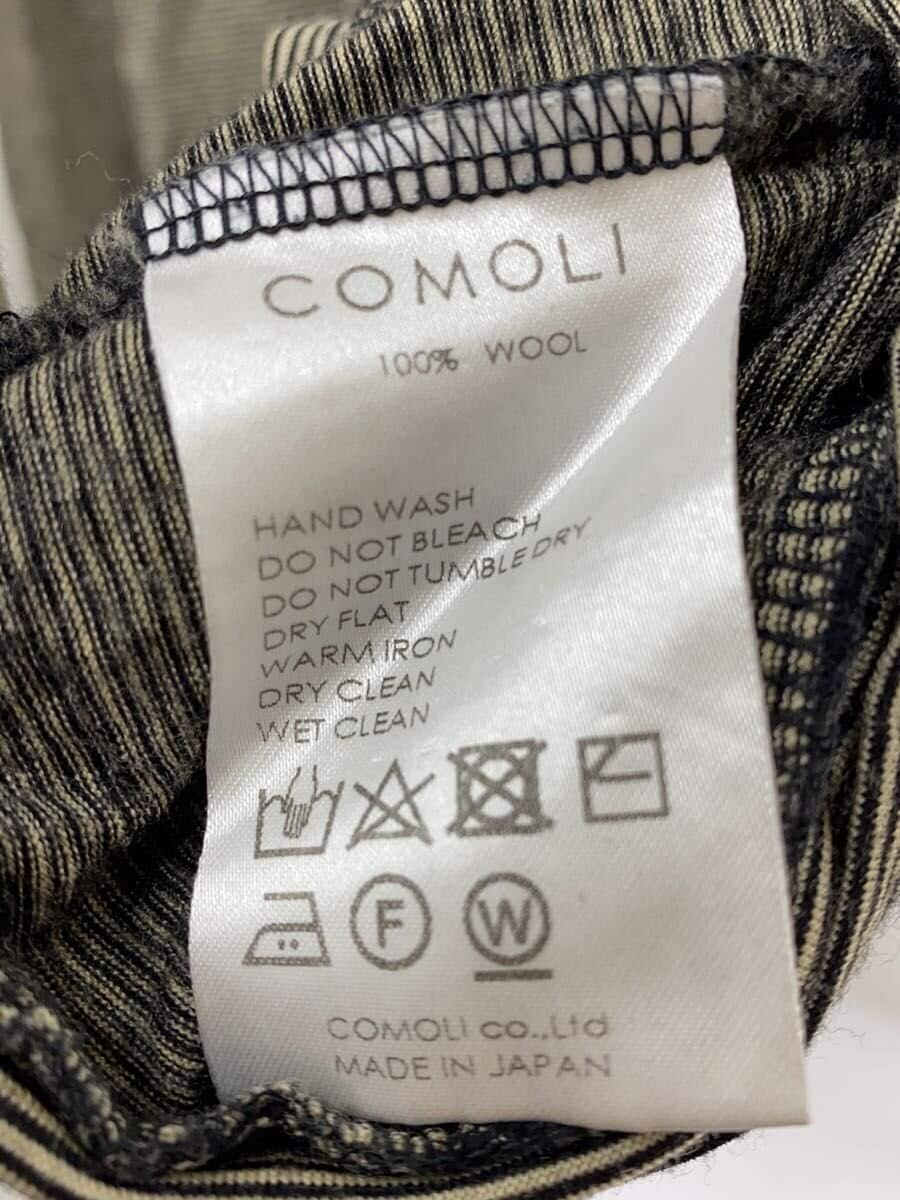 COMOLI
100% WOOL
HAND WASH
DO NOT BLEACH
DO NOT TUMBLE DRY
DRY FLAT
WARM IRON
DRY CLEAN
WET CLEAN
F
W
COMOLI co.,Ltd
MADE IN JAPAN